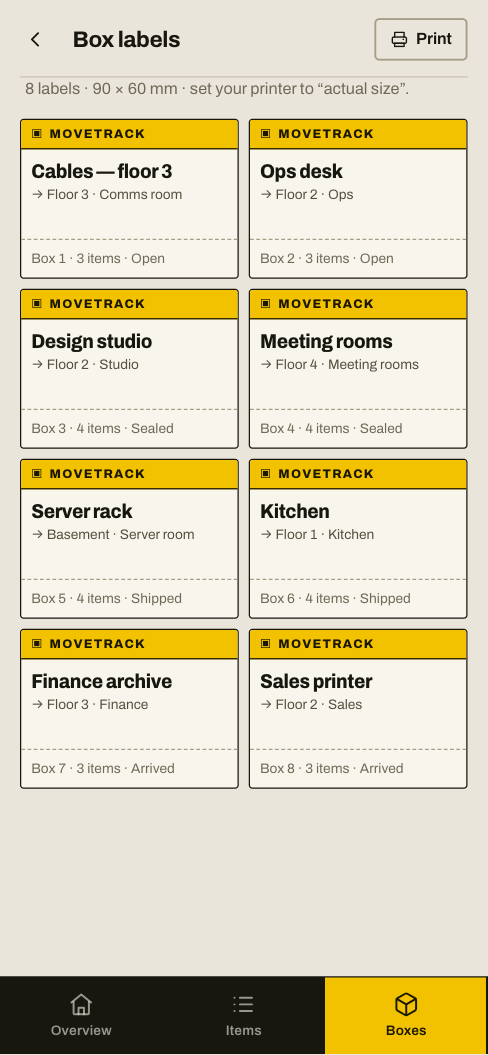 Box labels
Print
8 labels · 90 × 60 mm · set your printer to “actual size”.
MOVETRACK
Cables — floor 3
→ Floor 3 · Comms room
Box 1 · 3 items · Open
MOVETRACK
Ops desk
→ Floor 2 · Ops
Box 2 · 3 items · Open
MOVETRACK
Design studio
→ Floor 2 · Studio
Box 3 · 4 items · Sealed
MOVETRACK
Meeting rooms
→ Floor 4 · Meeting rooms
Box 4 · 4 items · Sealed
MOVETRACK
Server rack
→ Basement · Server room
Box 5 · 4 items · Shipped
MOVETRACK
Kitchen
→ Floor 1 · Kitchen
Box 6 · 4 items · Shipped
MOVETRACK
Finance archive
→ Floor 3 · Finance
Box 7 · 3 items · Arrived
MOVETRACK
Sales printer
→ Floor 2 · Sales
Box 8 · 3 items · Arrived
Overview
Items
Boxes